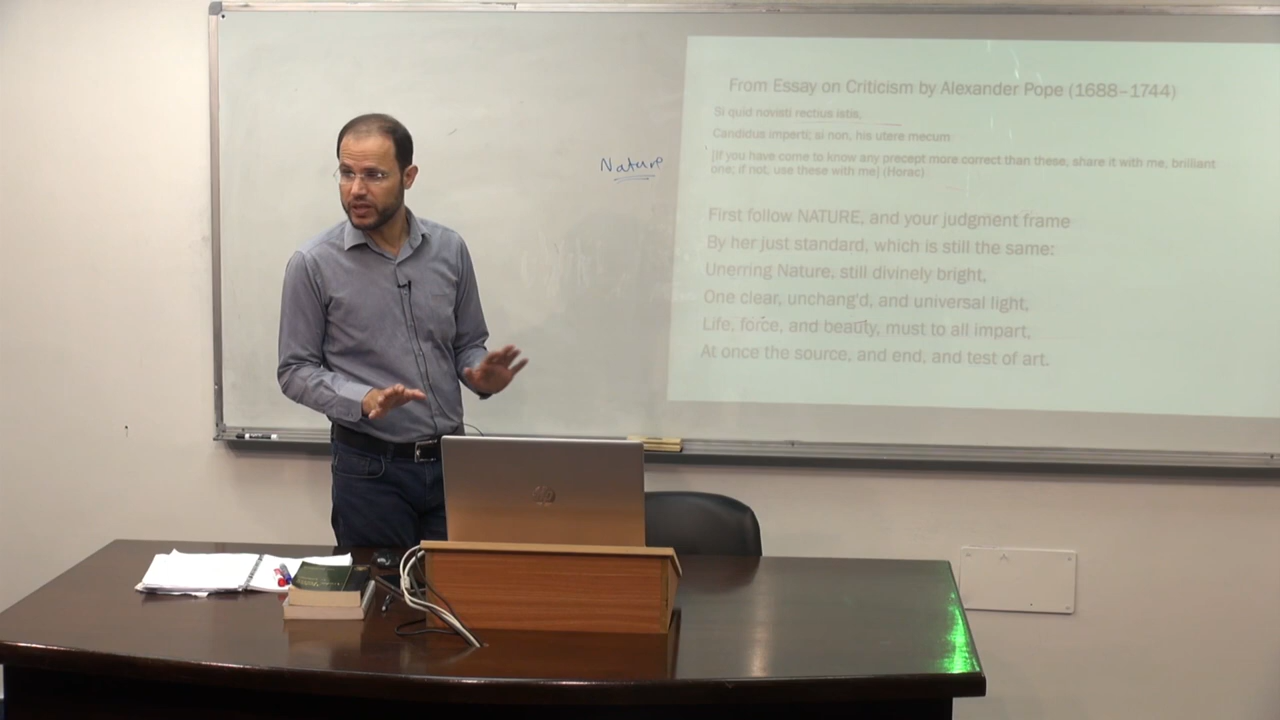 Nature
From Essay on Criticism by Alexander Pope (1688–1744)
Si quid novisti rectius istis,
Candidus imperti; si non, his utere mecum
[If you have come to know any precept more correct than these, share it with me, brilliant
one; if not, use these with me] (Horac)
First follow NATURE, and your judgment frame
By her just standard, which is still the same:
Unerring Nature, still divinely bright,
One clear, unchang'd, and universal light,
Life, force, and beauty, must to all impart,
At once the source, and end, and test of art.
hp